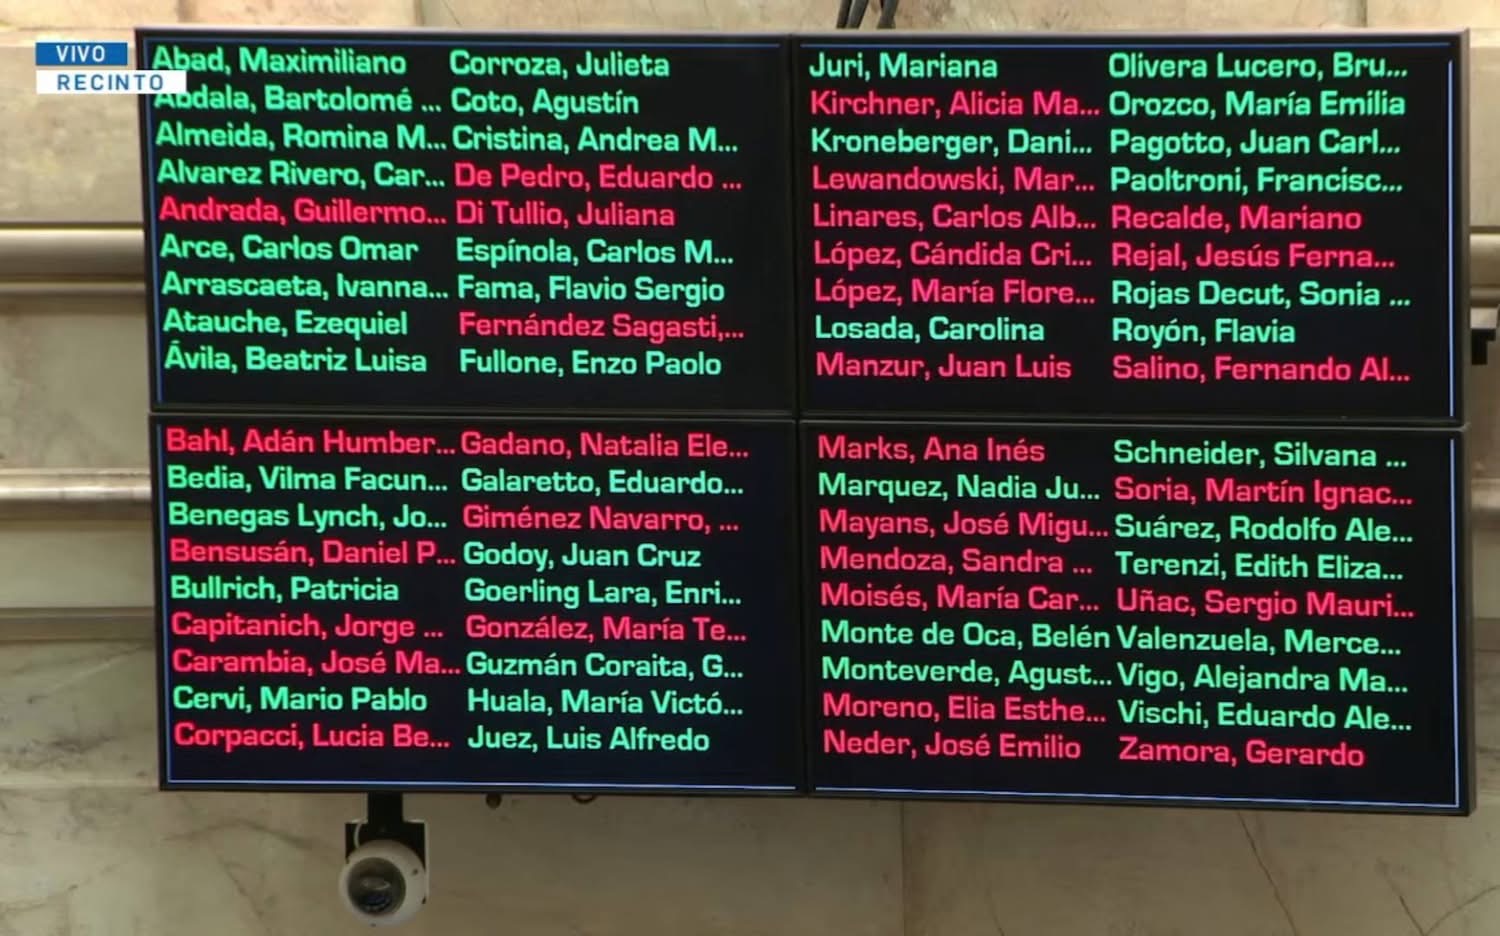 VIVO
RECINTO
Abad, Maximiliano
Abdala, Bartolomé ...
Almeida, Romina M...
Alvarez Rivero, Car...
Andrada, Guillermo...
Arce, Carlos Omar
Arrascaeta, Ivanna...
Atauche, Ezequiel
Ávila, Beatriz Luisa
Bahl, Adán Humber...
Bedia, Vilma Facun...
Benegas Lynch, Jo...
Bensusán, Daniel P...
Bullrich, Patricia
Capitanich, Jorge ...
Carambia, José Ma...
Cervi, Mario Pablo
Corpacci, Lucia Be...
Corroza, Julieta
Coto, Agustín
Cristina, Andrea M...
De Pedro, Eduardo ...
Di Tullio, Juliana
Espínola, Carlos M...
Fama, Flavio Sergio
Fernández Sagasti,...
Fullone, Enzo Paolo
Gadano, Natalia Ele...
Galaretto, Eduardo...
Giménez Navarro, ...
Godoy, Juan Cruz
Goerling Lara, Enri...
González, María Te...
Guzmán Coraita, G...
Huala, María Victó...
Juez, Luis Alfredo
Juri, Mariana
Kirchner, Alicia Ma...
Kroneberger, Dani...
Lewandowski, Mar...
Linares, Carlos Alb...
López, Cándida Cri...
López, María Flore...
Losada, Carolina
Manzur, Juan Luis
Marks, Ana Inés
Marquez, Nadia Ju...
Mayans, José Migu...
Mendoza, Sandra ...
Moisés, María Car...
Monte de Oca, Belén
Monteverde, Agust...
Moreno, Elia Esthe...
Neder, José Emilio
Olivera Lucero, Bru...
Orozco, María Emilia
Pagotto, Juan Carl...
Paoltroni, Francisc...
Recalde, Mariano
Rejal, Jesús Ferna...
Rojas Decut, Sonia ...
Royón, Flavia
Salino, Fernando Al...
Schneider, Silvana ...
Soria, Martín Ignac...
Suárez, Rodolfo Ale...
Terenzi, Edith Eliza...
Uñac, Sergio Mauri...
Valenzuela, Merce...
Vigo, Alejandra Ma...
Vischi, Eduardo Ale...
Zamora, Gerardo